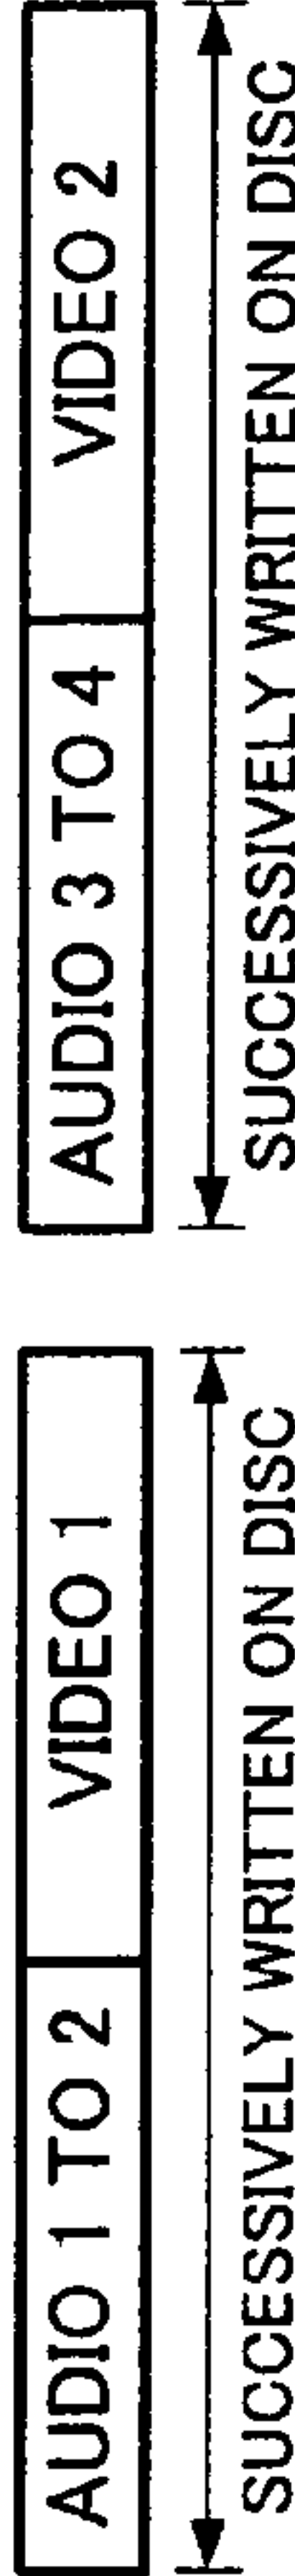 AUDIO 1 TO 2 VIDEO 1 AUDIO 3 TO 4 VIDEO 2
SUCCESSIVELY WRITTEN ON DISC SUCCESSIVELY WRITTEN ON DISC